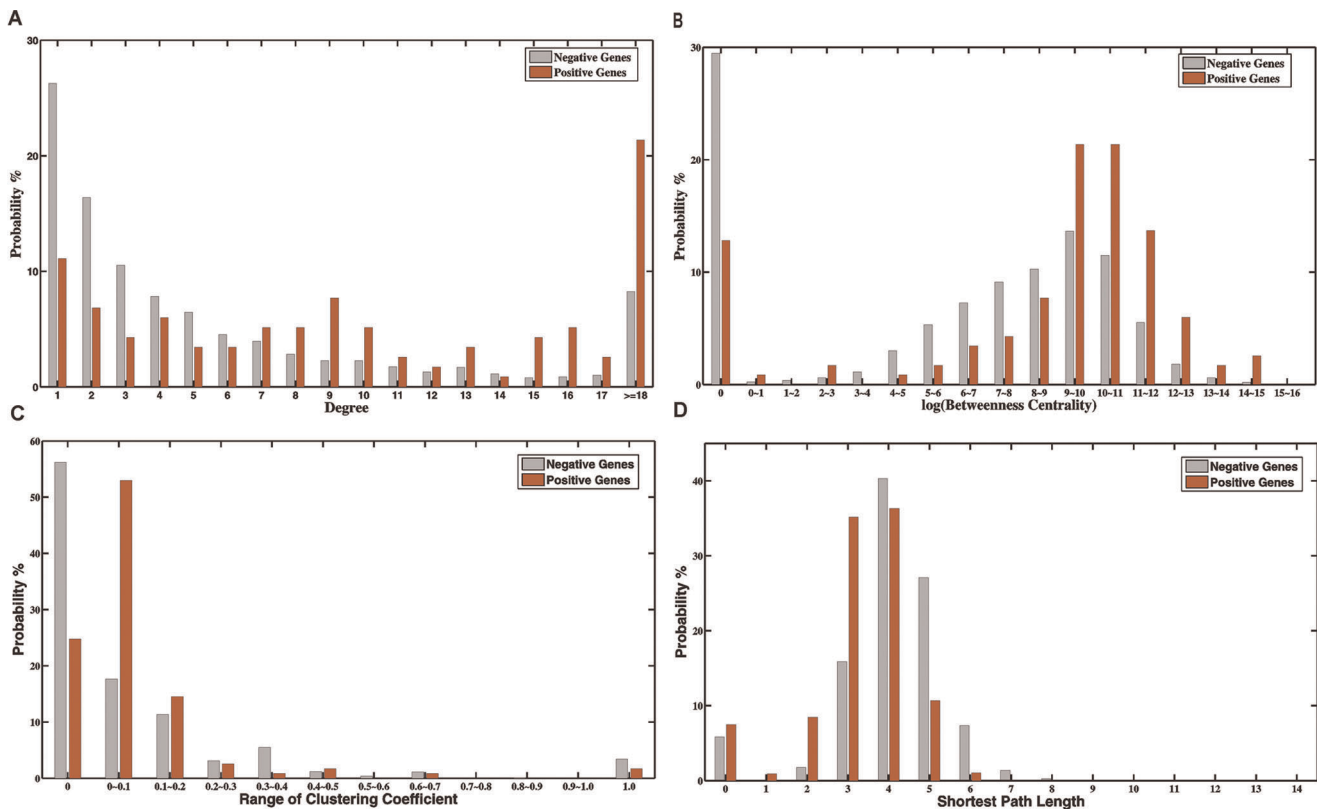 A
30
20
10
0
Probability %
Negative Genes
Positive Genes
1 2 3 4 5 6 7 8 9 10 11 12 13 14 15 16 17 >=18
Degree
B
30
20
10
0
Probability %
Negative Genes
Positive Genes
0 0~1 1~2 2~3 3~4 4~5 5~6 6~7 7~8 8~9 9~10 10~11 11~12 12~13 13~14 14~15 15~16
log(Betweenness Centrality)
C
60
50
40
30
20
10
0
Probability %
Negative Genes
Positive Genes
0 0~0.1 0.1~0.2 0.2~0.3 0.3~0.4 0.4~0.5 0.5~0.6 0.6~0.7 0.7~0.8 0.8~0.9 0.9~1.0 1.0
Range of Clustering Coefficient
D
40
30
20
10
0
Probability %
Negative Genes
Positive Genes
0 1 2 3 4 5 6 7 8 9 10 11 12 13 14
Shortest Path Length